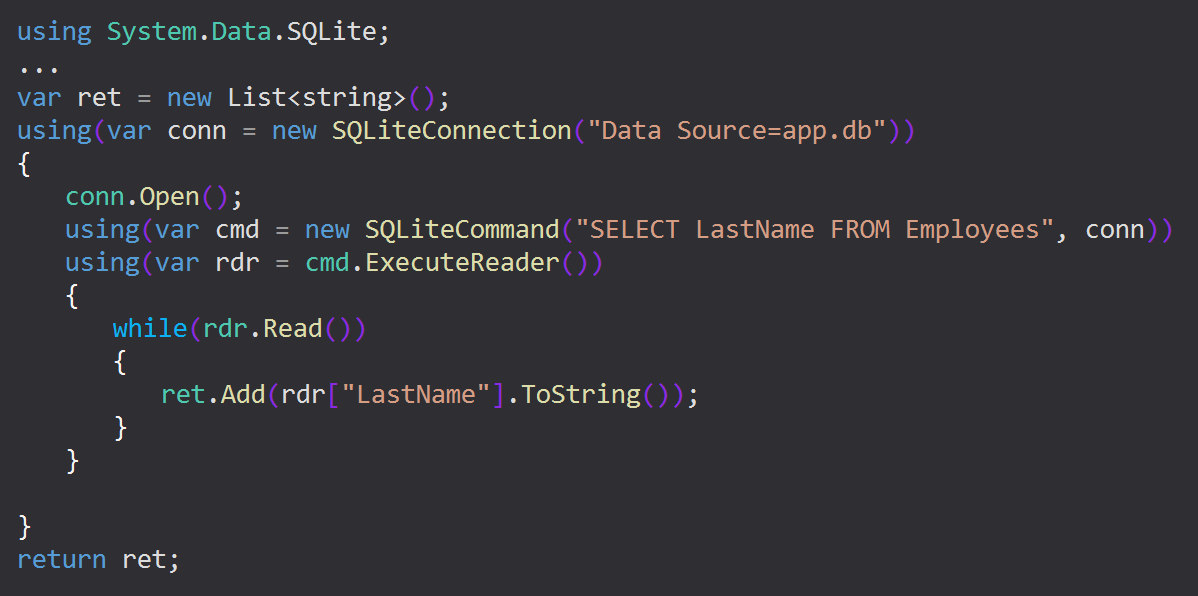 using System.Data.SQLite;
...
var ret = new List<string>();
using(var conn = new SQLiteConnection("Data Source=app.db"))
{
conn.Open();
using(var cmd = new SQLiteCommand("SELECT LastName FROM Employees", conn))
using(var rdr = cmd.ExecuteReader())
{
while(rdr.Read())
{
ret.Add(rdr["LastName"].ToString());
}
}
}
return ret;